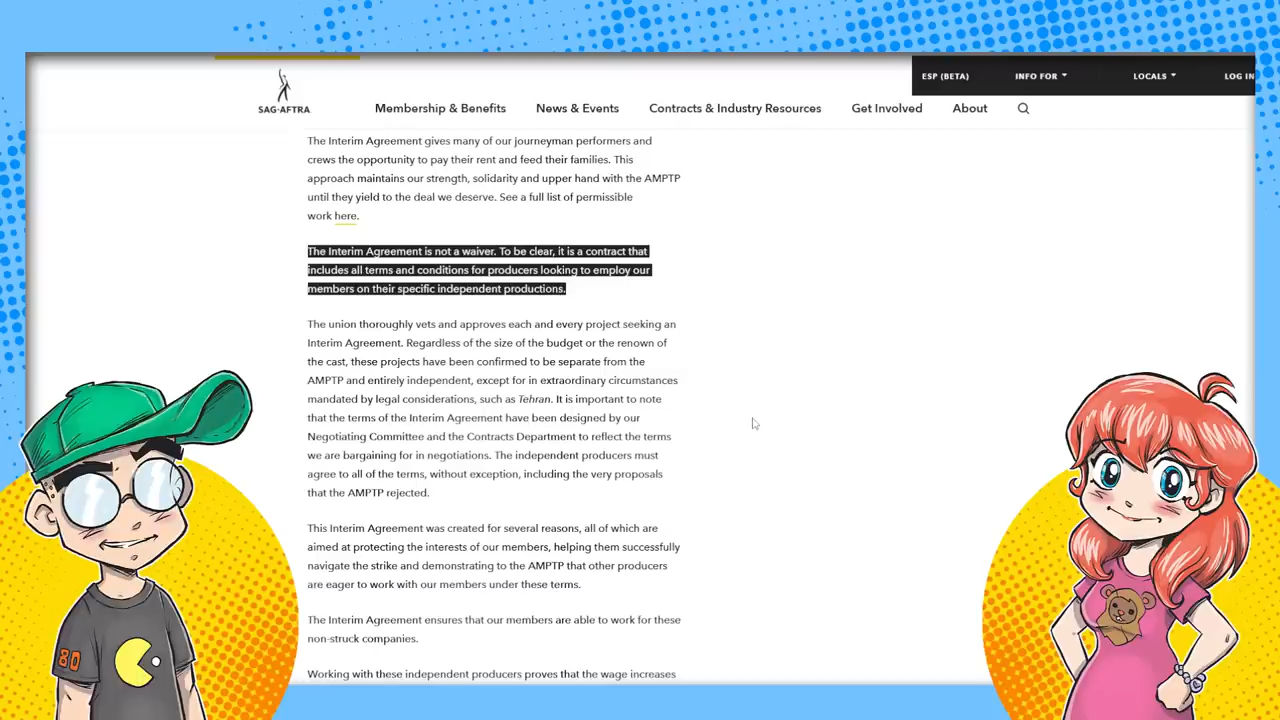 ESP (BETA) INFO FOR LOCALS LOG IN
SAG·AFTRA
Membership & Benefits News & Events Contracts & Industry Resources Get Involved About
The Interim Agreement gives many of our journeyman performers and
crews the opportunity to pay their rent and feed their families. This
approach maintains our strength, solidarity and upper hand with the AMPTP
until they yield to the deal we deserve. See a full list of permissible
work here.
The Interim Agreement is not a waiver. To be clear, it is a contract that
includes all terms and conditions for producers looking to employ our
members on their specific independent productions.
The union thoroughly vets and approves each and every project seeking an
Interim Agreement. Regardless of the size of the budget or the renown of
the cast, these projects have been confirmed to be separate from the
AMPTP and entirely independent, except for in extraordinary circumstances
mandated by legal considerations, such as Tehran. It is important to note
that the terms of the Interim Agreement have been designed by our
Negotiating Committee and the Contracts Department to reflect the terms
we are bargaining for in negotiations. The independent producers must
agree to all of the terms, without exception, including the very proposals
that the AMPTP rejected.
This Interim Agreement was created for several reasons, all of which are
aimed at protecting the interests of our members, helping them successfully
navigate the strike and demonstrating to the AMPTP that other producers
are eager to work with our members under these terms.
The Interim Agreement ensures that our members are able to work for these
non-struck companies.
Working with these independent producers proves that the wage increases
80